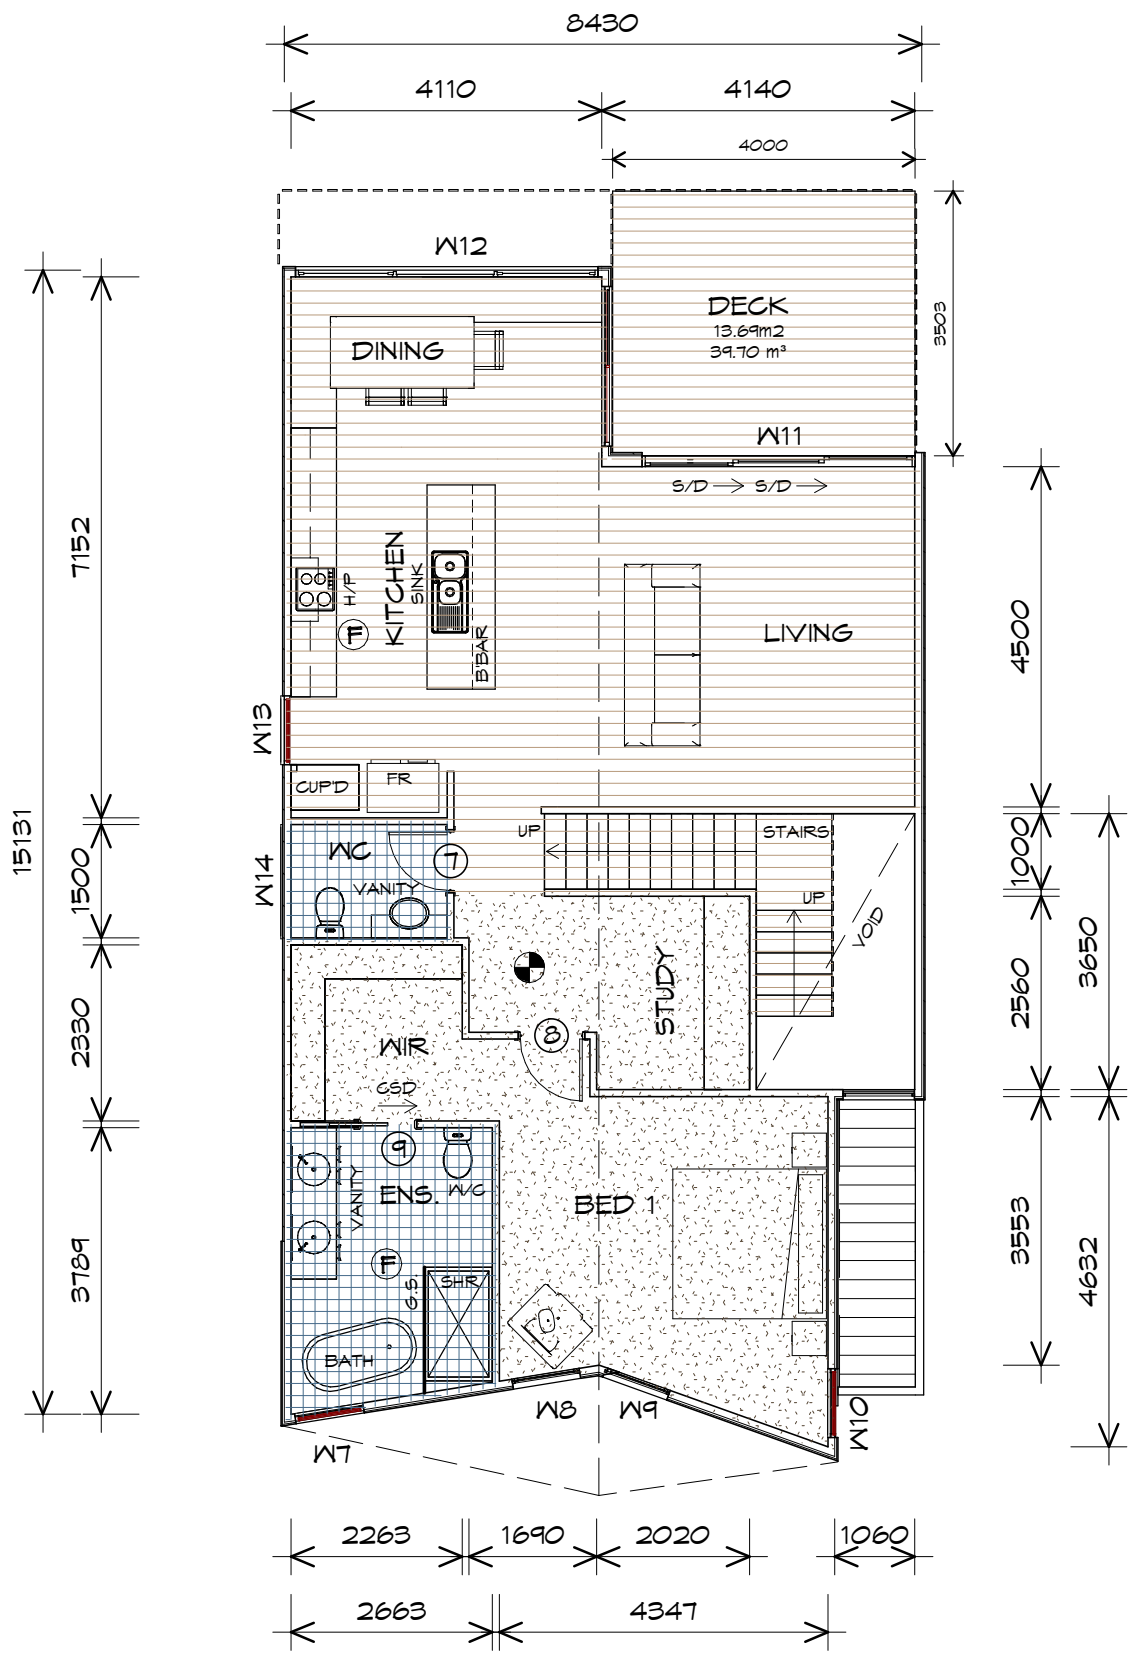 8430
4110
4140
4000
W12
DECK
13.69m2
39.70 m³
3503
DINING
W11
S/D
S/D
7152
KITCHEN
SINK
H/P
F
B'BAR
LIVING
4500
W13
CUP'D
FR
15131
UP
STAIRS
1000
WC
7
W14
VANITY
1500
UP
VOID
3650
STUDY
2560
2330
8
WIR
CSD
9
ENS.
W/C
VANITY
BED 1
3553
4632
3789
F
G.S
SHR
BATH
W8
W9
W10
W7
2263
1690
2020
1060
2663
4347